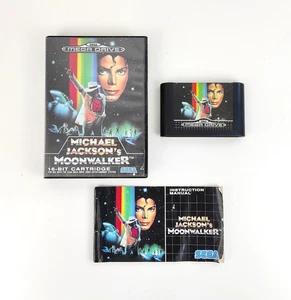 MEGA DRIVE
MICHAEL
JACKSON'S
MOONWALKER
16-BIT CARTRIDGE
SEGA
MEGA DRIVE
INSTRUCTION
MANUAL
MICHAEL
JACKSON'S
MOONWALKER
SEGA